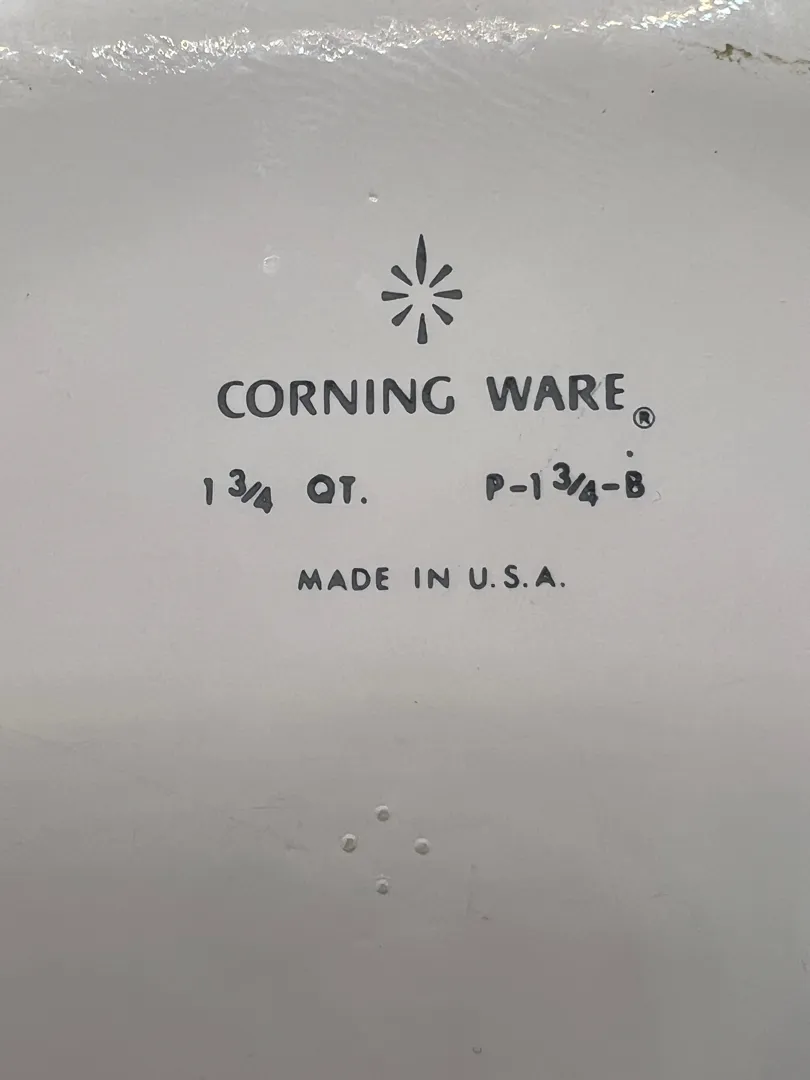 CORNING WARE®
1 3/4 QT. P-1 3/4-B
MADE IN U.S.A.